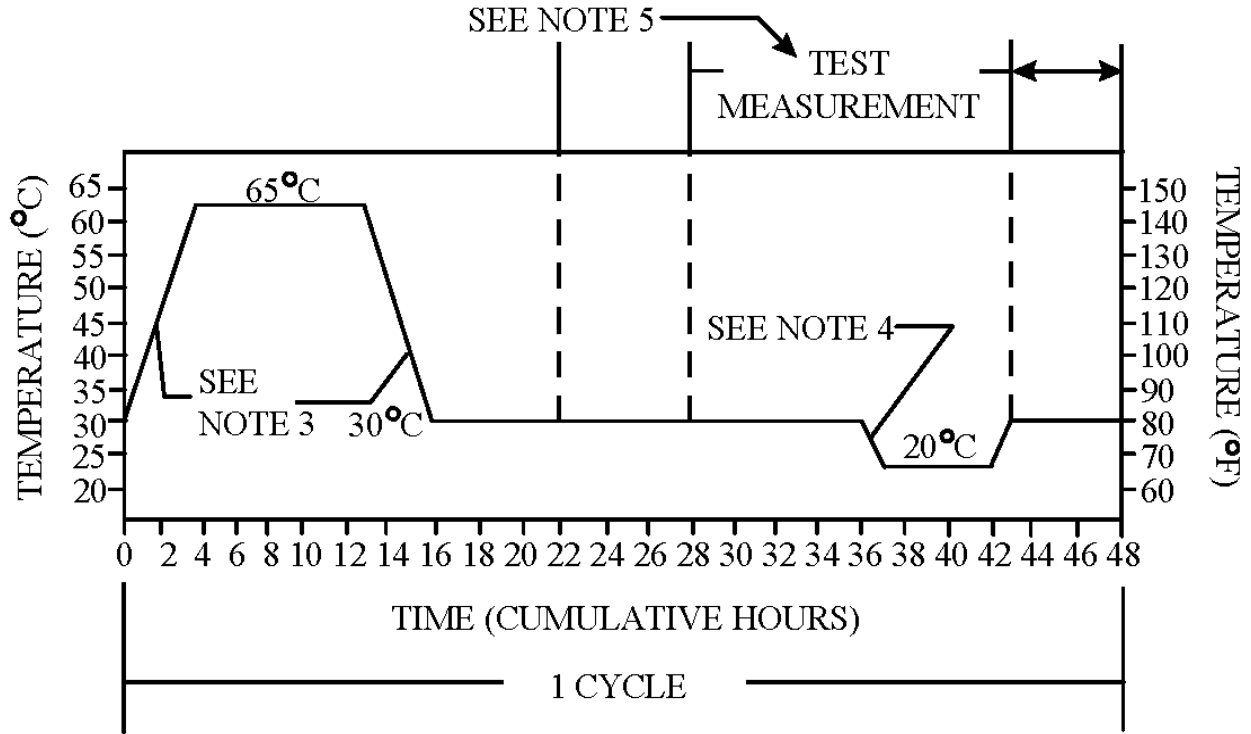 SEE NOTE 5
TEST
MEASUREMENT
TEMPERATURE (°C)
65
60
55
50
45
40
35
30
25
20
65°C
SEE
NOTE 3
30°C
SEE NOTE 4
20°C
150
140
130
120
110
100
90
80
70
60
TEMPERATURE (°F)
0 2 4 6 8 10 12 14 16 18 20 22 24 26 28 30 32 34 36 38 40 42 44 46 48
TIME (CUMULATIVE HOURS)
1 CYCLE